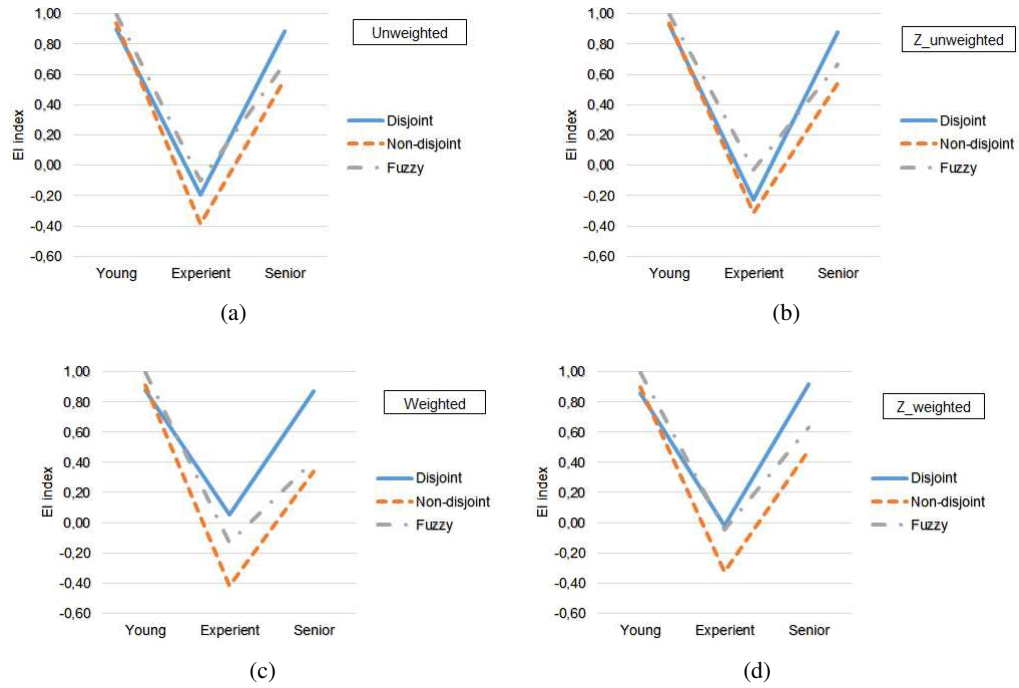 Unweighted
EI index
1,00
0,80
0,60
0,40
0,20
0,00
-0,20
-0,40
-0,60
Young Experient Senior
Disjoint
Non-disjoint
Fuzzy
(a)
Z_unweighted
EI index
1,00
0,80
0,60
0,40
0,20
0,00
-0,20
-0,40
-0,60
Young Experient Senior
Disjoint
Non-disjoint
Fuzzy
(b)
Weighted
EI index
1,00
0,80
0,60
0,40
0,20
0,00
-0,20
-0,40
-0,60
Young Experient Senior
Disjoint
Non-disjoint
Fuzzy
(c)
Z_weighted
EI index
1,00
0,80
0,60
0,40
0,20
0,00
-0,20
-0,40
-0,60
Young Experient Senior
Disjoint
Non-disjoint
Fuzzy
(d)